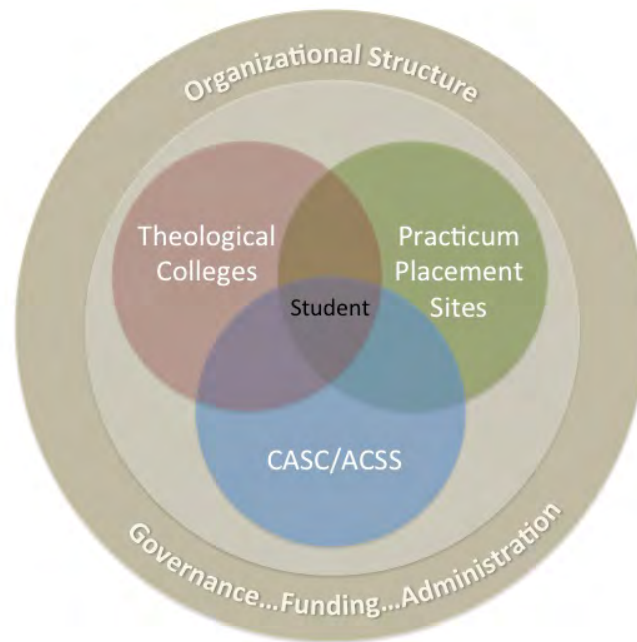 Organizational Structure
Theological
Colleges
Practicum
Placement
Sites
Student
CASC/ACSS
Governance...Funding...Administration